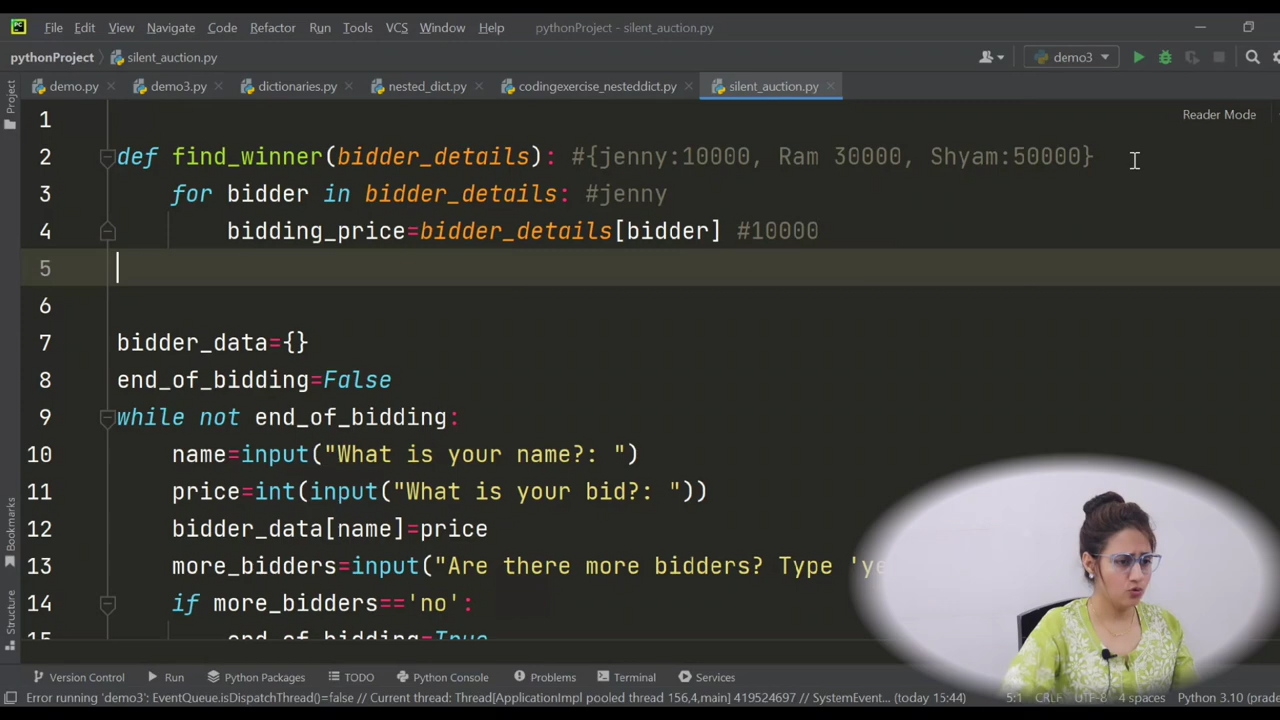 File Edit View Navigate Code Refactor Run Tools VCS Window Help pythonProject - silent_auction.py
pythonProject silent_auction.py demo3
demo.py demo3.py dictionaries.py nested_dict.py codingexercise_nesteddict.py silent_auction.py
Project
Reader Mode
1
2 def find_winner(bidder_details): #{jenny:10000, Ram 30000, Shyam:50000}
3 for bidder in bidder_details: #jenny
4 bidding_price=bidder_details[bidder] #10000
5
6
7 bidder_data={}
8 end_of_bidding=False
9 while not end_of_bidding:
10 name=input("What is your name?: ")
11 price=int(input("What is your bid?: "))
12 bidder_data[name]=price
13 more_bidders=input("Are there more bidders? Type 'ye
14 if more_bidders=='no':
15 end_of_bidding=True
Bookmarks
Structure
Version Control Run TODO Python Packages Python Console Problems Terminal Services
Error running 'demo3': EventQueue.isDispatchThread()=false // Current thread: Thread[ApplicationImpl pooled thread 156,4,main] 419524697 // SystemEvent (today 15:44) 5:1 CRLF UTF-8 4 spaces Python 3.10